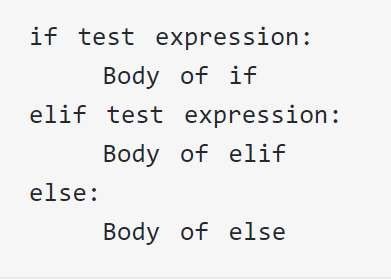 if test expression:
Body of if
elif test expression:
Body of elif
else:
Body of else